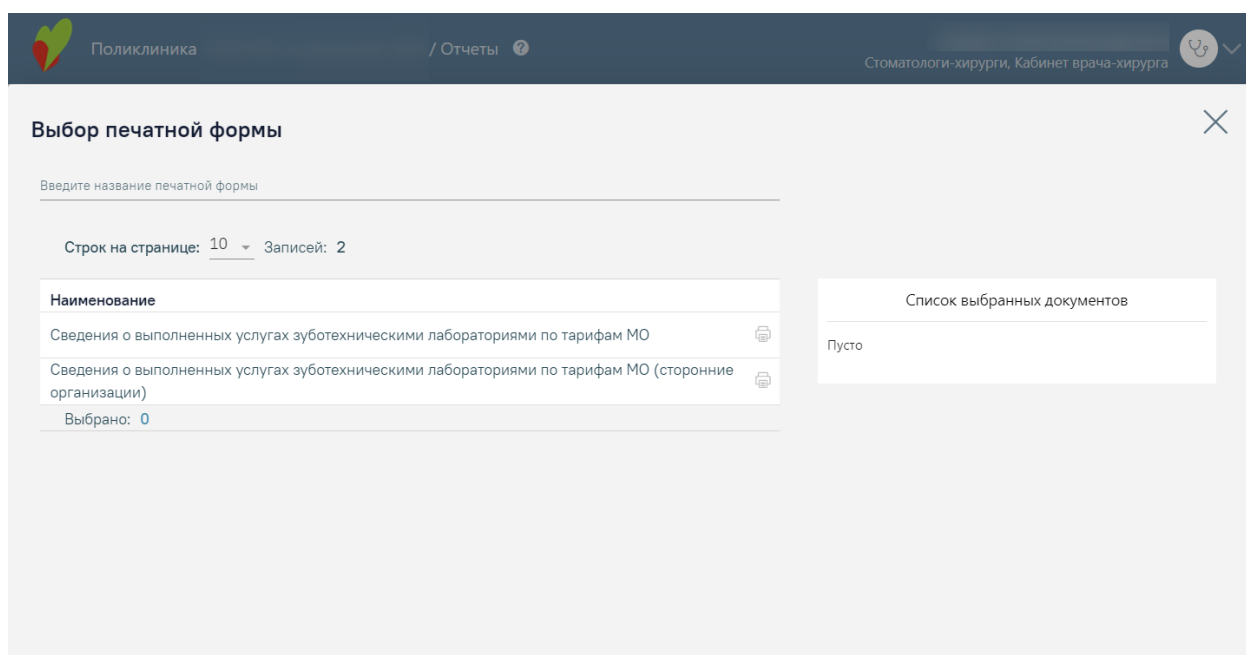 Поликлиника / Отчеты ?
Стоматологи-хирурги, Кабинет врача-хирурга
Выбор печатной формы
Введите название печатной формы
Строк на странице: 10 Записей: 2
Наименование
Список выбранных документов
Сведения о выполненных услугах зуботехническими лабораториями по тарифам МО
Пусто
Сведения о выполненных услугах зуботехническими лабораториями по тарифам МО (сторонние
организации)
Выбрано: 0